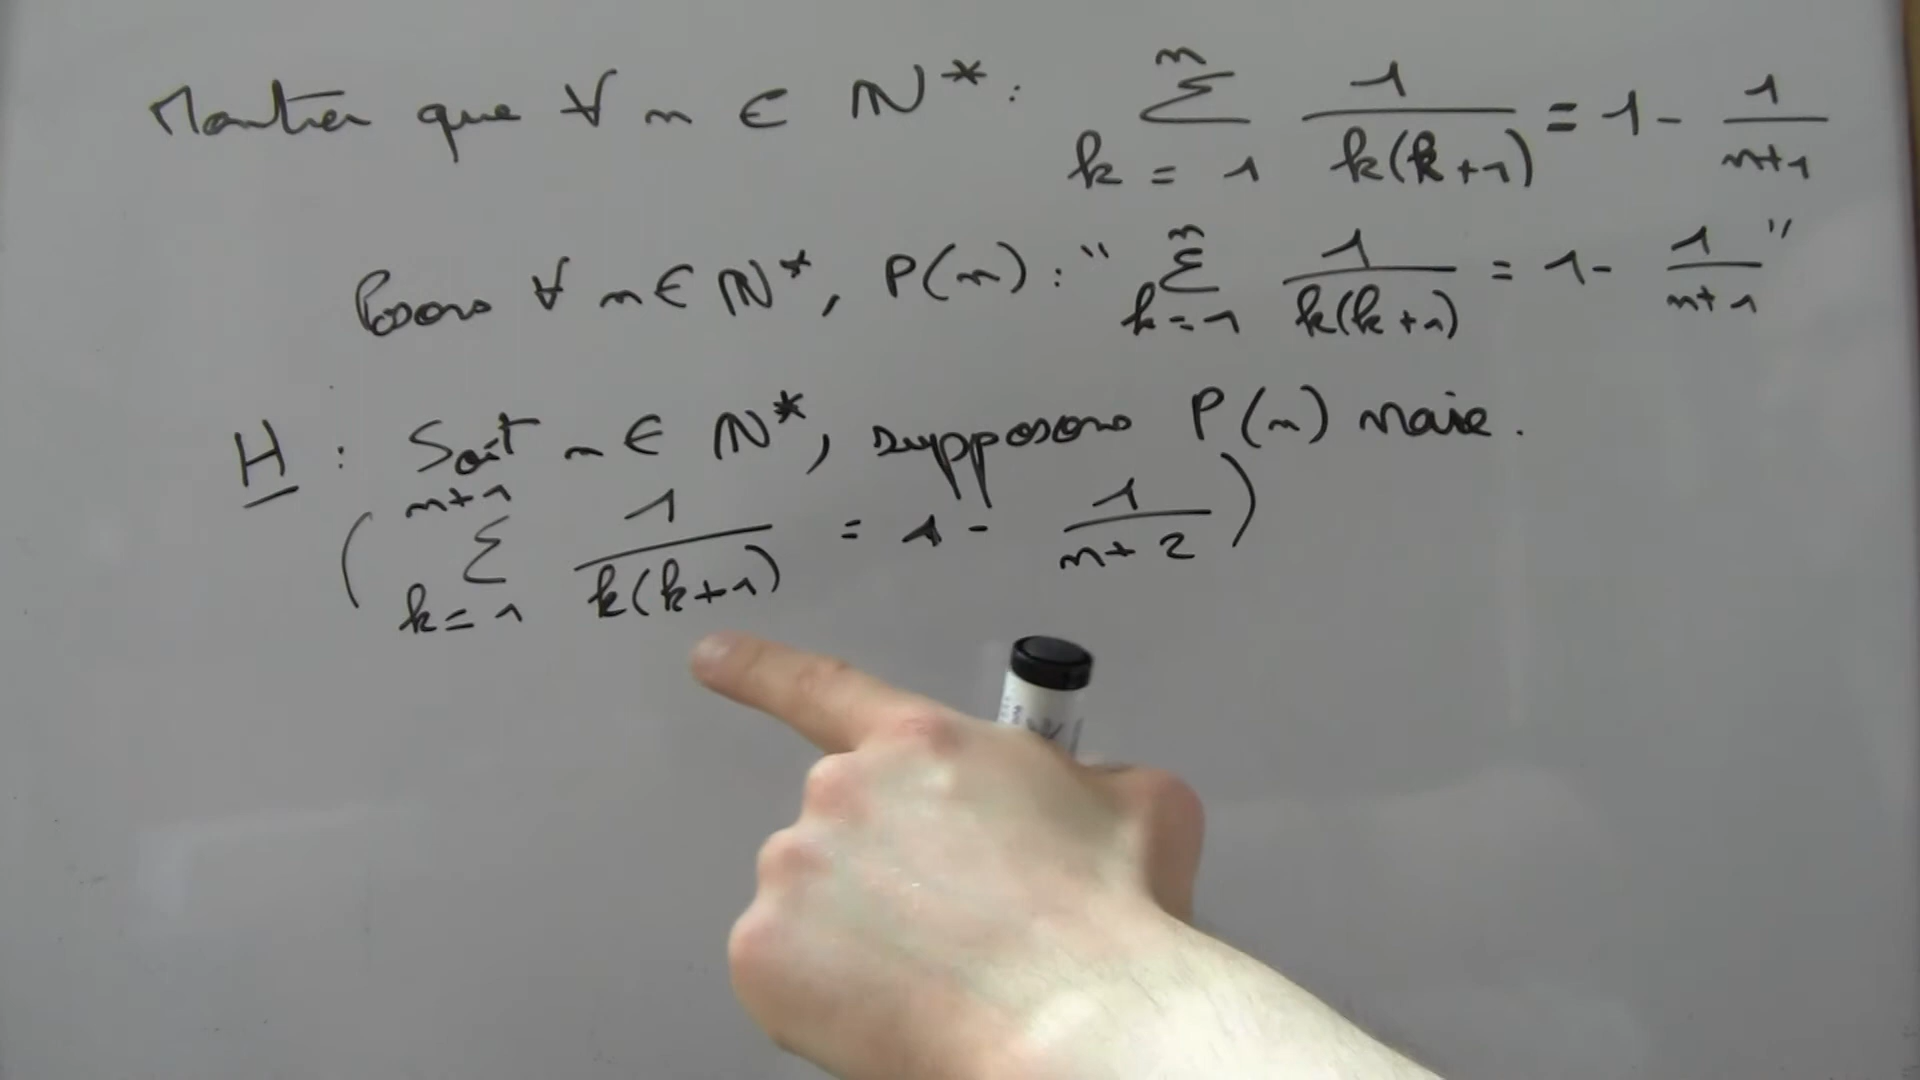 Montrer que ∀ n ∈ ℕ* : ∑_{k=1}^{n} 1/(k(k+1)) = 1 - 1/(n+1)
Posons ∀ n ∈ ℕ*, P(n) : " ∑_{k=1}^{n} 1/(k(k+1)) = 1 - 1/(n+1) "
H : Soit n ∈ ℕ*, supposons P(n) vraie.
( ∑_{k=1}^{n+1} 1/(k(k+1)) = 1 - 1/(n+2) )